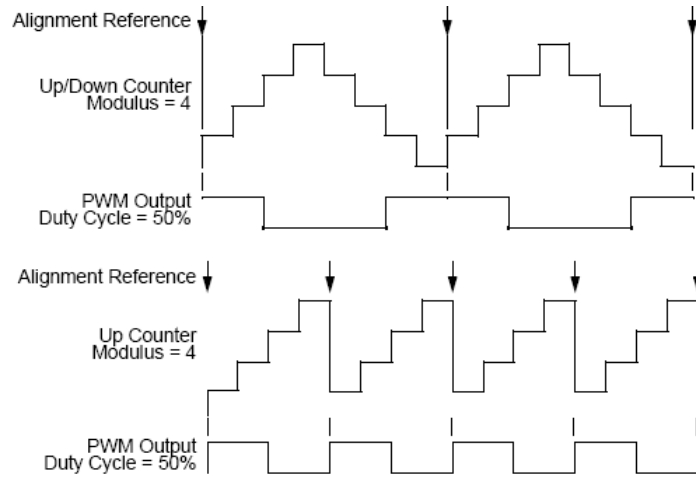 Alignment Reference
Up/Down Counter
Modulus = 4
PWM Output
Duty Cycle = 50%
Alignment Reference
Up Counter
Modulus = 4
PWM Output
Duty Cycle = 50%